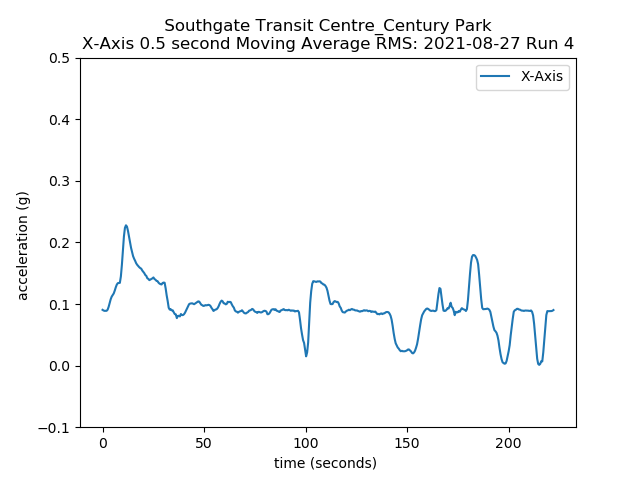 Southgate Transit Centre_Century Park
X-Axis 0.5 second Moving Average RMS: 2021-08-27 Run 4
X-Axis
0.5
0.4
0.3
0.2
0.1
0.0
−0.1
acceleration (g)
0 50 100 150 200
time (seconds)